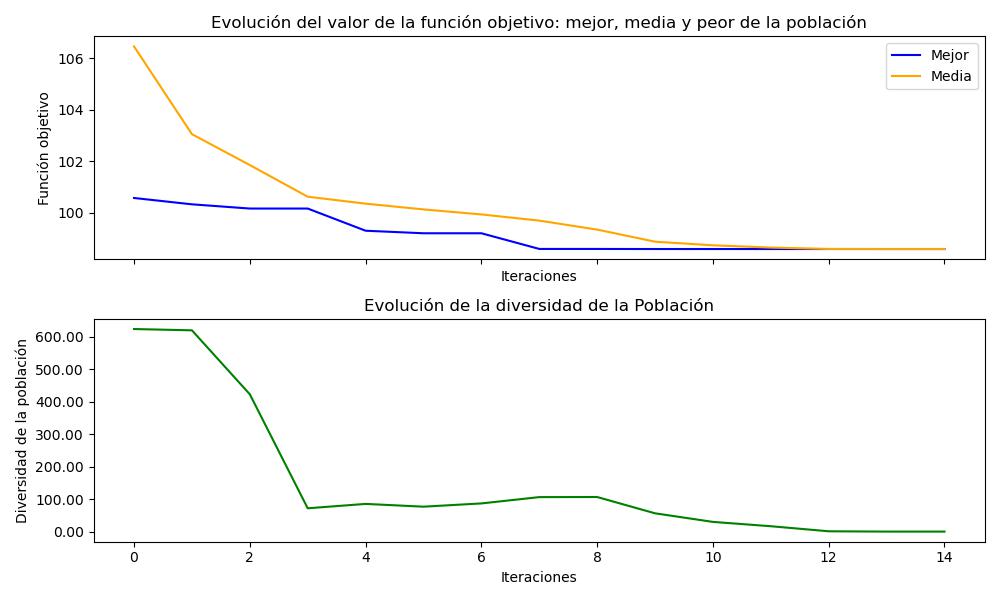 Evolución del valor de la función objetivo: mejor, media y peor de la población
Mejor
Media
Función objetivo
106
104
102
100
Iteraciones
Evolución de la diversidad de la Población
Diversidad de la población
600.00
500.00
400.00
300.00
200.00
100.00
0.00
0 2 4 6 8 10 12 14
Iteraciones